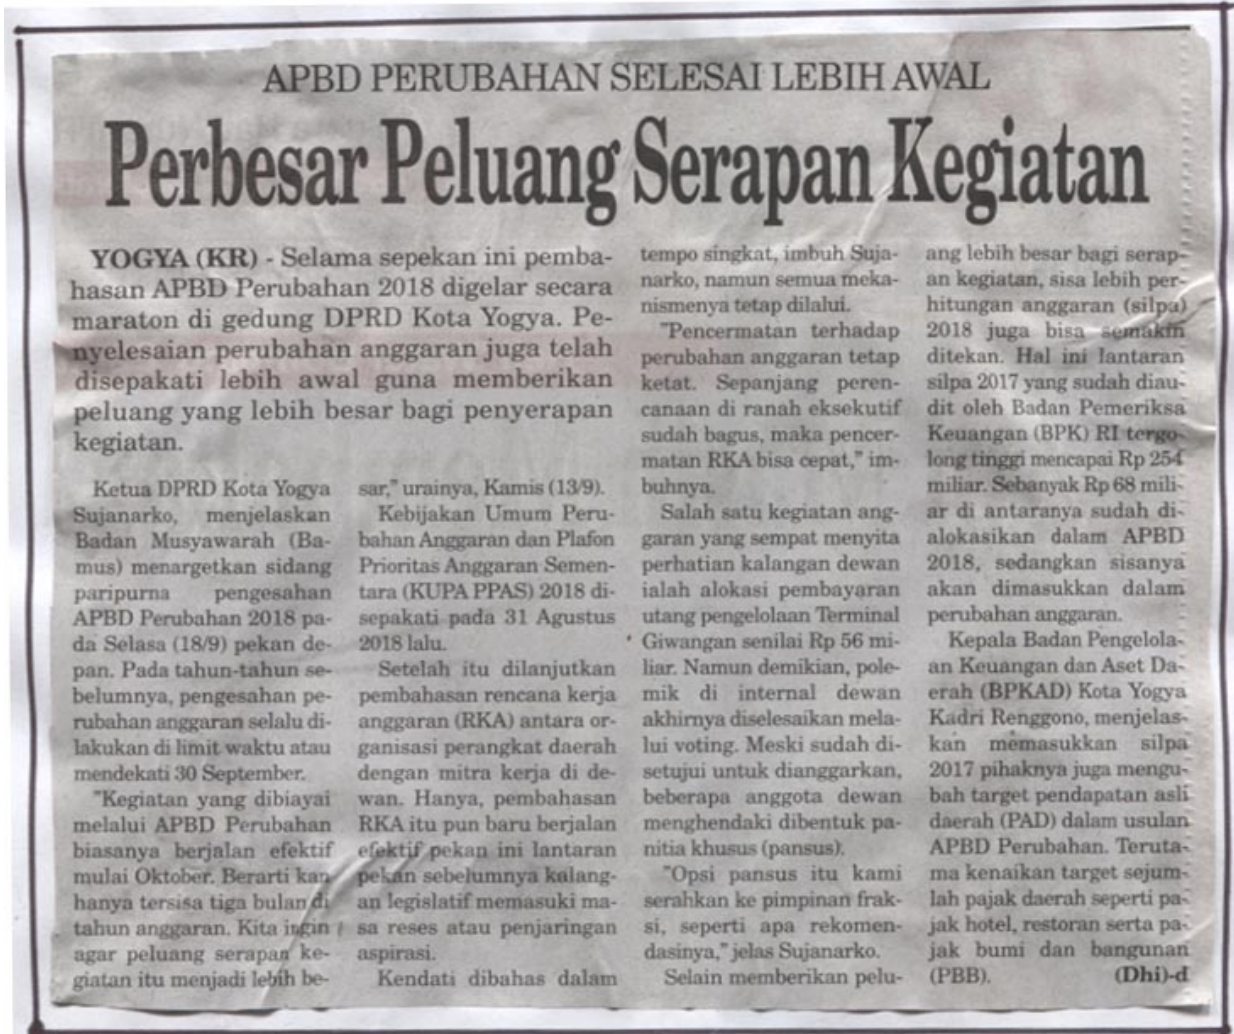 APBD PERUBAHAN SELESAI LEBIH AWAL
Perbesar Peluang Serapan Kegiatan
YOGYA (KR) - Selama sepekan ini pemba-
hasan APBD Perubahan 2018 digelar secara
maraton di gedung DPRD Kota Yogya. Pe-
nyelesaian perubahan anggaran juga telah
disepakati lebih awal guna memberikan
peluang yang lebih besar bagi penyerapan
kegiatan.
Ketua DPRD Kota Yogya
Sujanarko, menjelaskan
Badan Musyawarah (Ba-
mus) menargetkan sidang
paripurna pengesahan
APBD Perubahan 2018 pa-
da Selasa (18/9) pekan de-
pan. Pada tahun-tahun se-
belumnya, pengesahan pe-
rubahan anggaran selalu di-
lakukan di limit waktu atau
mendekati 30 September.
"Kegiatan yang dibiayai
melalui APBD Perubahan
biasanya berjalan efektif
mulai Oktober. Berarti kan
hanya tersisa tiga bulan di
tahun anggaran. Kita ingin
agar peluang serapan ke-
giatan itu menjadi lebih be-
sar," urainya, Kamis (13/9).
Kebijakan Umum Peru-
bahan Anggaran dan Plafon
Prioritas Anggaran Semen-
tara (KUPA PPAS) 2018 di-
sepakati pada 31 Agustus
2018 lalu.
Setelah itu dilanjutkan
pembahasan rencana kerja
anggaran (RKA) antara or-
ganisasi perangkat daerah
dengan mitra kerja di de-
wan. Hanya, pembahasan
RKA itu pun baru berjalan
efektif pekan ini lantaran
pekan sebelumnya kalang-
an legislatif memasuki ma-
sa reses atau penjaringan
aspirasi.
Kendati dibahas dalam
tempo singkat, imbuh Suja-
narko, namun semua meka-
nismenya tetap dilalui.
"Pencermatan terhadap
perubahan anggaran tetap
ketat. Sepanjang peren-
canaan di ranah eksekutif
sudah bagus, maka pencer-
matan RKA bisa cepat," im-
buhnya.
Salah satu kegiatan ang-
garan yang sempat menyita
perhatian kalangan dewan
ialah alokasi pembayaran
utang pengelolaan Terminal
Giwangan senilai Rp 56 mi-
liar. Namun demikian, pole-
mik di internal dewan
akhirnya diselesaikan mela-
lui voting. Meski sudah di-
setujui untuk dianggarkan,
beberapa anggota dewan
menghendaki dibentuk pa-
nitia khusus (pansus).
"Opsi pansus itu kami
serahkan ke pimpinan frak-
si, seperti apa rekomen-
dasinya," jelas Sujanarko.
Selain memberikan pelu-
ang lebih besar bagi serap-
an kegiatan, sisa lebih per-
hitungan anggaran (silpa)
2018 juga bisa semakin
ditekan. Hal ini lantaran
silpa 2017 yang sudah diau-
dit oleh Badan Pemeriksa
Keuangan (BPK) RI tergo-
long tinggi mencapai Rp 254
miliar. Sebanyak Rp 68 mili-
ar di antaranya sudah di-
alokasikan dalam APBD
2018, sedangkan sisanya
akan dimasukkan dalam
perubahan anggaran.
Kepala Badan Pengelola-
an Keuangan dan Aset Da-
erah (BPKAD) Kota Yogya
Kadri Renggono, menjelas-
kan memasukkan silpa
2017 pihaknya juga mengu-
bah target pendapatan asli
daerah (PAD) dalam usulan
APBD Perubahan. Teruta-
ma kenaikan target sejum-
lah pajak daerah seperti pa-
jak hotel, restoran serta pa-
jak bumi dan bangunan
(PBB). (Dhi)-d